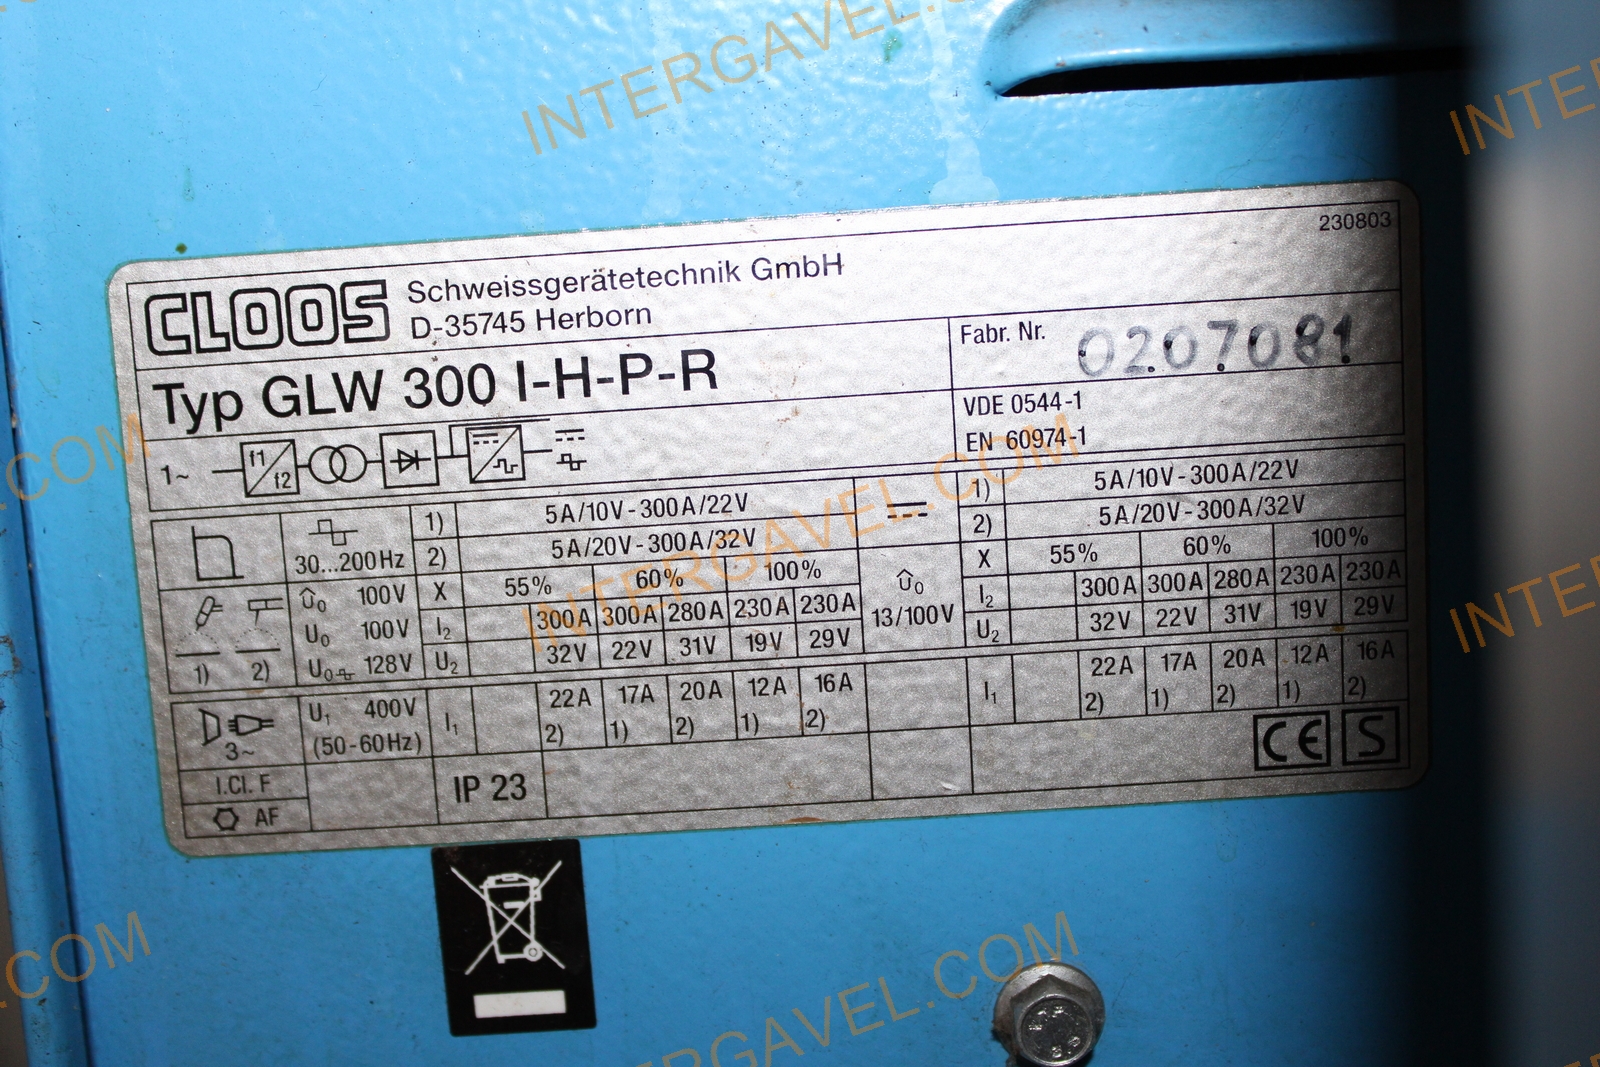 230803
CLOOS Schweissgerätetechnik GmbH
D-35745 Herborn
Typ GLW 300 I-H-P-R
Fabr. Nr. 0207081
VDE 0544-1
EN 60974-1
1~ f1 f2
30...200Hz
1) 5A/10V-300A/22V
2) 5A/20V-300A/32V
X 55% 60% 100%
û₀ 100V
U₀ 100V
U₀ 128V
1) 2)
I₂ 300A 300A 280A 230A 230A
U₂ 32V 22V 31V 19V 29V
3~
U₁ 400V
(50-60Hz)
I₁ 22A 17A 20A 12A 16A
2) 1) 2) 1) 2)
û₀
13/100V
1) 5A/10V-300A/22V
2) 5A/20V-300A/32V
X 55% 60% 100%
I₂ 300A 300A 280A 230A 230A
U₂ 32V 22V 31V 19V 29V
I₁ 22A 17A 20A 12A 16A
2) 1) 2) 1) 2)
I.Cl. F
AF
IP 23
CE S
INTERGAVEL.COM
INTERGAVEL.COM
INTERGAVEL.COM